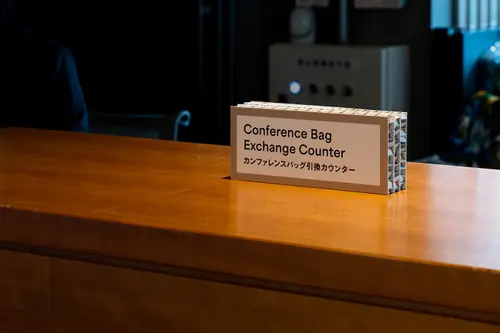 Conference Bag
Exchange Counter
カンファレンスバッグ引換カウンター